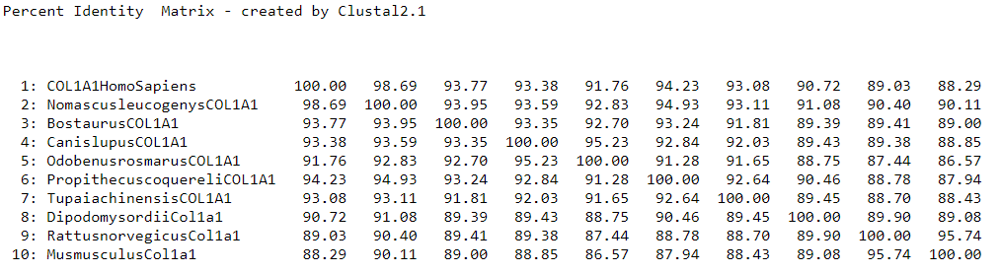 Percent Identity  Matrix - created by Clustal2.1
1: COL1A1HomoSapiens 100.00 98.69 93.77 93.38 91.76 94.23 93.08 90.72 89.03 88.29
2: NomascusleucogenysCOL1A1 98.69 100.00 93.95 93.59 92.83 94.93 93.11 91.08 90.40 90.11
3: BostaurusCOL1A1 93.77 93.95 100.00 93.35 92.70 93.24 91.81 89.39 89.41 89.00
4: CanislupusCOL1A1 93.38 93.59 93.35 100.00 95.23 92.84 92.03 89.43 89.38 88.85
5: OdobenusrosmarusCOL1A1 91.76 92.83 92.70 95.23 100.00 91.28 91.65 88.75 87.44 86.57
6: PropithecuscoquereliCOL1A1 94.23 94.93 93.24 92.84 91.28 100.00 92.64 90.46 88.78 87.94
7: TupaiachinensisCOL1A1 93.08 93.11 91.81 92.03 91.65 92.64 100.00 89.45 88.70 88.43
8: DipodomysordiiCol1a1 90.72 91.08 89.39 89.43 88.75 90.46 89.45 100.00 89.90 89.08
9: RattusnorvegicusCol1a1 89.03 90.40 89.41 89.38 87.44 88.78 88.70 89.90 100.00 95.74
10: MusmusculusCol1a1 88.29 90.11 89.00 88.85 86.57 87.94 88.43 89.08 95.74 100.00